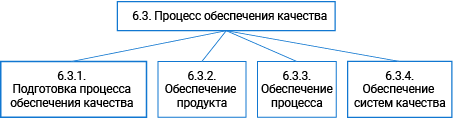 6.3. Процесс обеспечения качества
6.3.1.
Подготовка процесса
обеспечения качества
6.3.2.
Обеспечение
продукта
6.3.3.
Обеспечение
процесса
6.3.4.
Обеспечение
систем качества